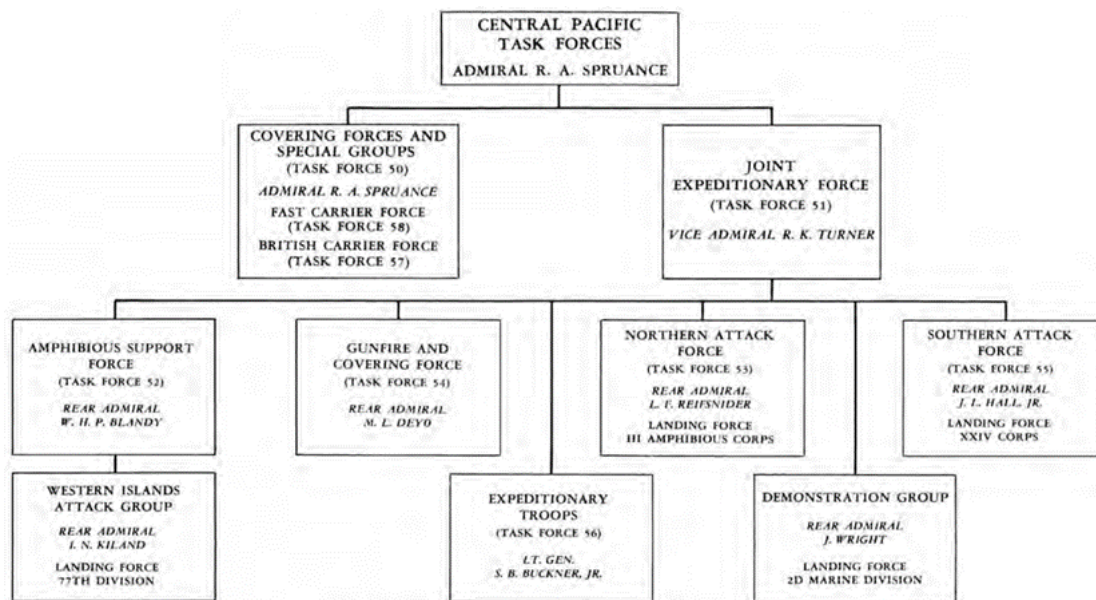 CENTRAL PACIFIC
TASK FORCES
ADMIRAL R. A. SPRUANCE
COVERING FORCES AND
SPECIAL GROUPS
(TASK FORCE 50)
ADMIRAL R. A. SPRUANCE
FAST CARRIER FORCE
(TASK FORCE 58)
BRITISH CARRIER FORCE
(TASK FORCE 57)
JOINT
EXPEDITIONARY FORCE
(TASK FORCE 51)
VICE ADMIRAL R. K. TURNER
AMPHIBIOUS SUPPORT
FORCE
(TASK FORCE 52)
REAR ADMIRAL
W. H. P. BLANDY
GUNFIRE AND
COVERING FORCE
(TASK FORCE 54)
REAR ADMIRAL
M. L. DEYO
NORTHERN ATTACK
FORCE
(TASK FORCE 53)
REAR ADMIRAL
L. F. REIFSNIDER
LANDING FORCE
III AMPHIBIOUS CORPS
SOUTHERN ATTACK
FORCE
(TASK FORCE 55)
REAR ADMIRAL
J. L. HALL, JR.
LANDING FORCE
XXIV CORPS
WESTERN ISLANDS
ATTACK GROUP
REAR ADMIRAL
I. N. KILAND
LANDING FORCE
77TH DIVISION
EXPEDITIONARY
TROOPS
(TASK FORCE 56)
LT. GEN.
S. B. BUCKNER, JR.
DEMONSTRATION GROUP
REAR ADMIRAL
J. WRIGHT
LANDING FORCE
2D MARINE DIVISION